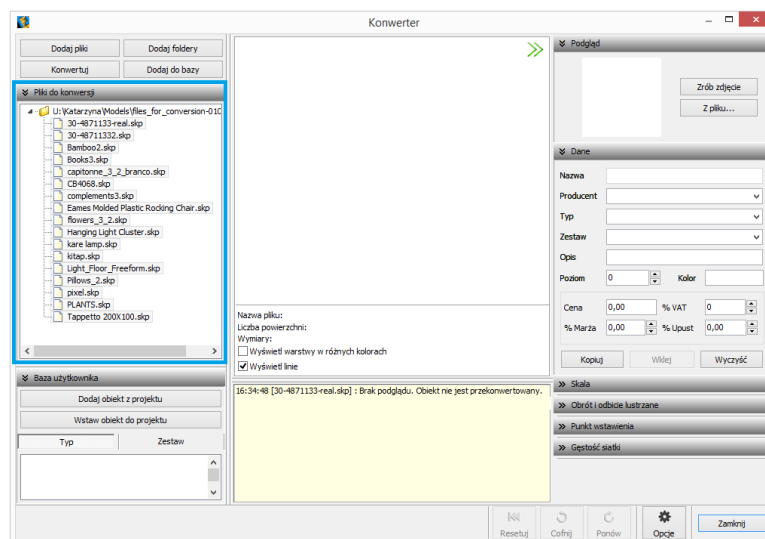 Konwerter
Dodaj pliki
Dodaj foldery
Konwertuj
Dodaj do bazy
Pliki do konwersji
U:\Katarzyna\Models\files_for_conversion-010
30-4871133-real.skp
30-48711332.skp
Bamboo2.skp
Books3.skp
capitonne_3_2_branco.skp
CB4068.skp
complements3.skp
Eames Molded Plastic Rocking Chair.skp
flowers_3_2.skp
Hanging Light Cluster.skp
kare lamp.skp
kitap.skp
Light_Floor_Freeform.skp
Pillows_2.skp
pixel.skp
PLANTS.skp
Tappetto 200X100.skp
Baza użytkownika
Dodaj obiekt z projektu
Wstaw obiekt do projektu
Typ
Zestaw
Nazwa pliku:
Liczba powierzchni:
Wymiary:
Wyświetl warstwy w różnych kolorach
Wyświetl linie
16:34:48 [30-4871133-real.skp] : Brak podglądu. Obiekt nie jest przekonwertowany.
Podgląd
Zrób zdjęcie
Z pliku...
Dane
Nazwa
Producent
Typ
Zestaw
Opis
Poziom 0 Kolor
Cena 0,00 % VAT 0
% Marża 0,00 % Upust 0,00
Kopiuj Wklej Wyczyść
Skala
Obrót i odbicie lustrzane
Punkt wstawienia
Gęstość siatki
Resetuj Cofnij Ponów Opcje Zamknij